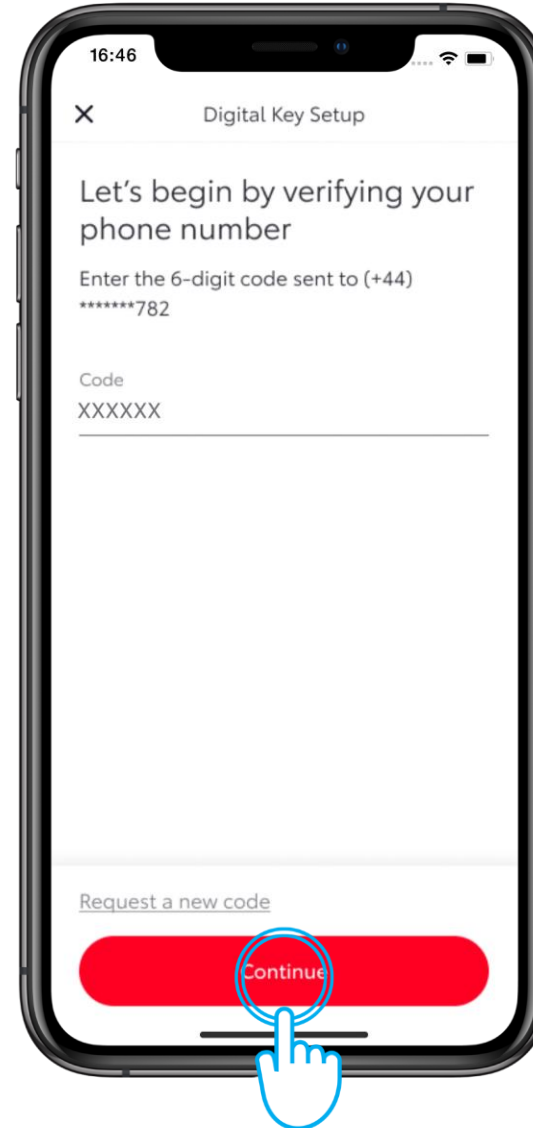 16:46
Digital Key Setup
Let's begin by verifying your
phone number
Enter the 6-digit code sent to (+44)
*******782
Code
XXXXXX
Request a new code
Continue